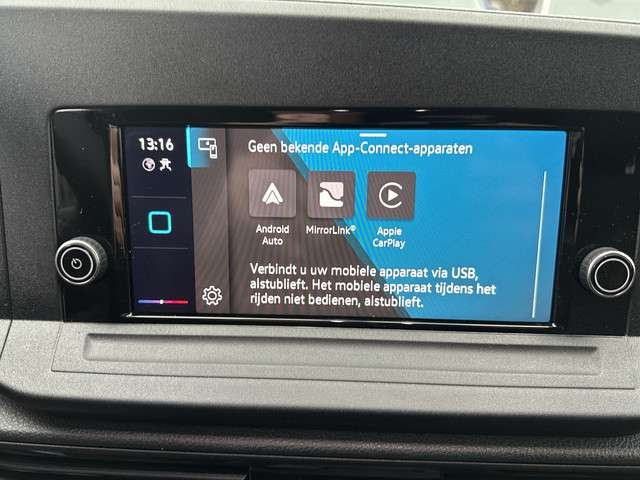 13:16
Geen bekende App-Connect-apparaten
Android
Auto
MirrorLink®
Apple
CarPlay
Verbindt u uw mobiele apparaat via USB,
alstublieft. Het mobiele apparaat tijdens het
rijden niet bedienen, alstublieft.